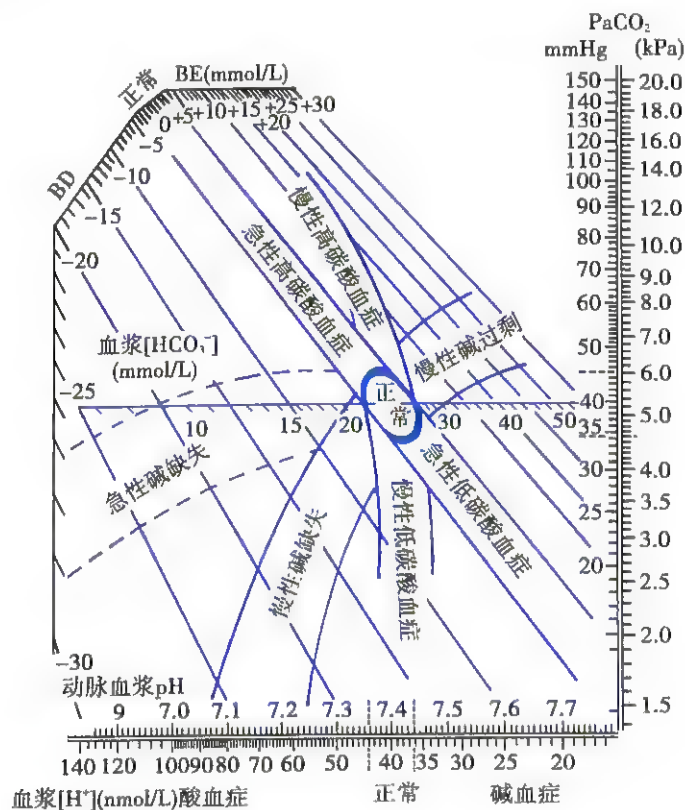 PaCO₂
mmHg (kPa)
BE(mmol/L)
正常
BD
0 +5 +10 +15 +20 +25 +30
-5
-10
-15
-20
-25
-30
150 140 130 120 110 100 90 80 70 60 50 40 35 30 25 20
20.0 18.0 16.0 14.0 12.0 10.0 9.0 8.0 7.0 6.0 5.0 4.0 3.5 3.0 2.5 2.0 1.5
慢性高碳酸血症
急性高碳酸血症
慢性碱过剩
血浆[HCO₃⁻]
(mmol/L)
正常
10 15 20 30 40 50
急性碱缺失
慢性碱缺失
慢性低碳酸血症
急性低碳酸血症
动脉血浆pH
9 7.0 7.1 7.2 7.3 7.4 7.5 7.6 7.7
140 120 100 90 80 70 60 50 40 35 30 25 20
血浆[H⁺](nmol/L)酸血症 正常 碱血症